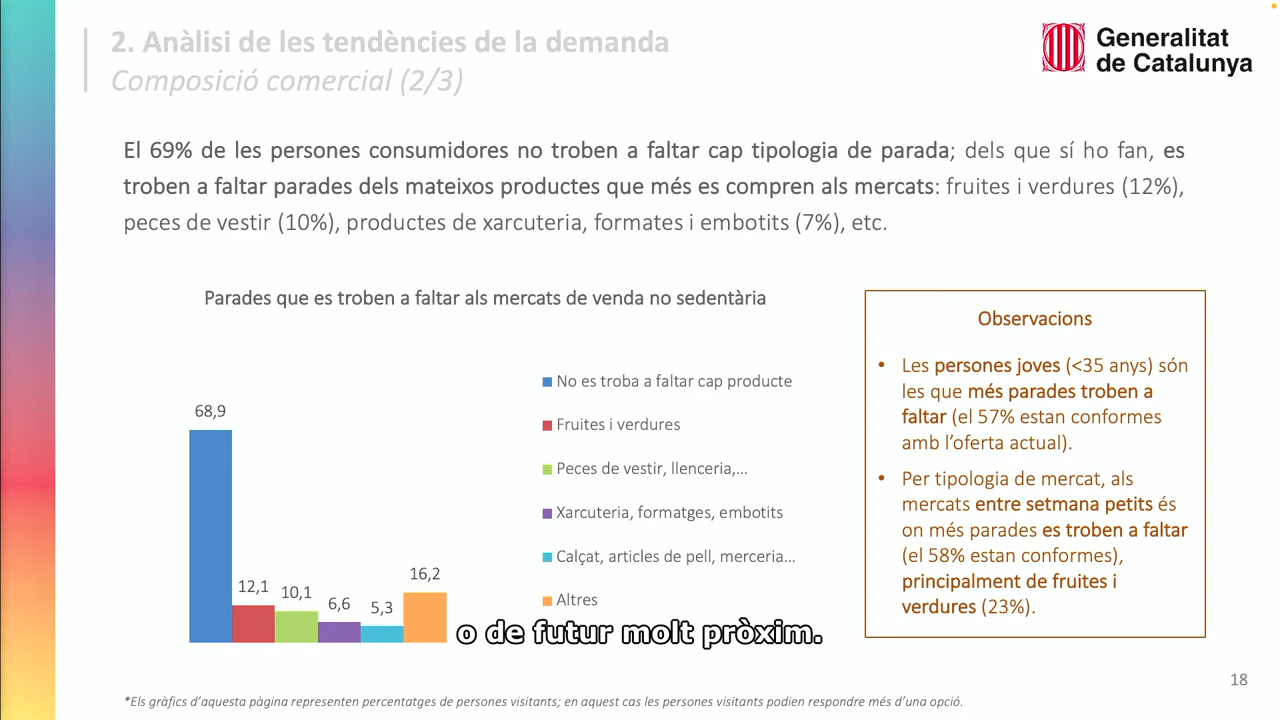 2. Anàlisi de les tendències de la demanda
Composició comercial (2/3)
Generalitat
de Catalunya
El 69% de les persones consumidores no troben a faltar cap tipologia de parada; dels que sí ho fan, es
troben a faltar parades dels mateixos productes que més es compren als mercats: fruites i verdures (12%),
peces de vestir (10%), productes de xarcuteria, formates i embotits (7%), etc.
Parades que es troben a faltar als mercats de venda no sedentària
68,9
12,1
10,1
6,6
5,3
16,2
No es troba a faltar cap producte
Fruites i verdures
Peces de vestir, llenceria,...
Xarcuteria, formatges, embotits
Calçat, articles de pell, merceria...
Altres
Observacions
• Les persones joves (<35 anys) són
les que més parades troben a
faltar (el 57% estan conformes
amb l'oferta actual).
• Per tipologia de mercat, als
mercats entre setmana petits és
on més parades es troben a faltar
(el 58% estan conformes),
principalment de fruites i
verdures (23%).
o de futur molt pròxim.
18
*Els gràfics d'aquesta pàgina representen percentatges de persones visitants; en aquest cas les persones visitants podien respondre més d'una opció.